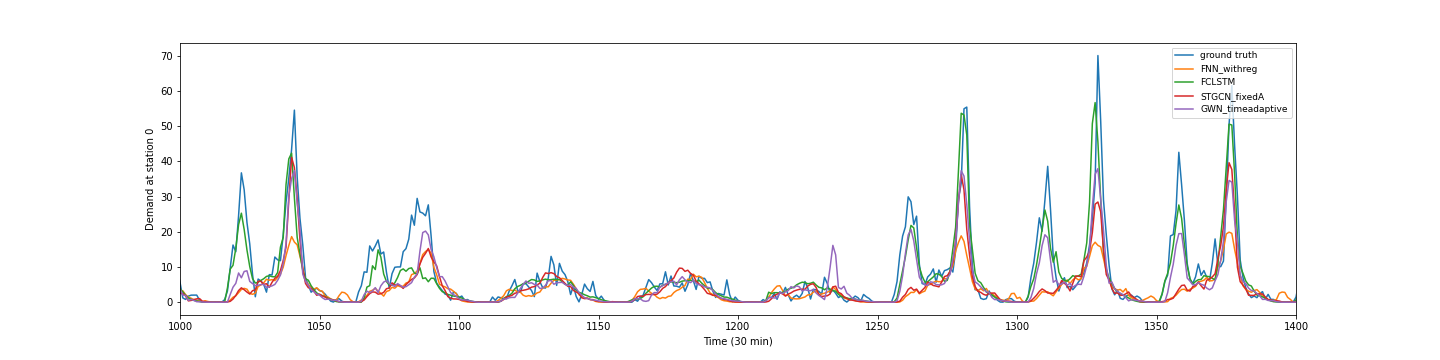 70
60
50
40
30
20
10
0
Demand at station 0
ground truth
FNN_withreg
FCLSTM
STGCN_fixedA
GWN_timeadaptive
1000 1050 1100 1150 1200 1250 1300 1350 1400
Time (30 min)